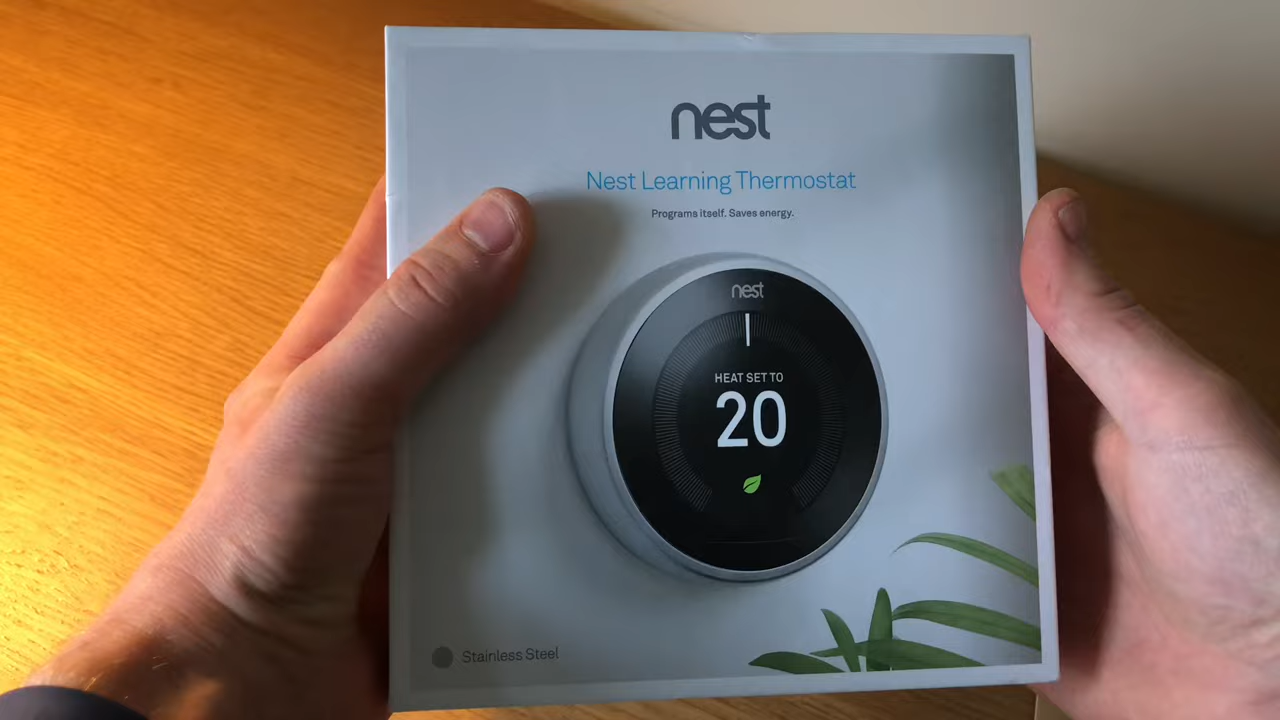 nest
Nest Learning Thermostat
Programs itself. Saves energy.
nest
HEAT SET TO
20
Stainless Steel